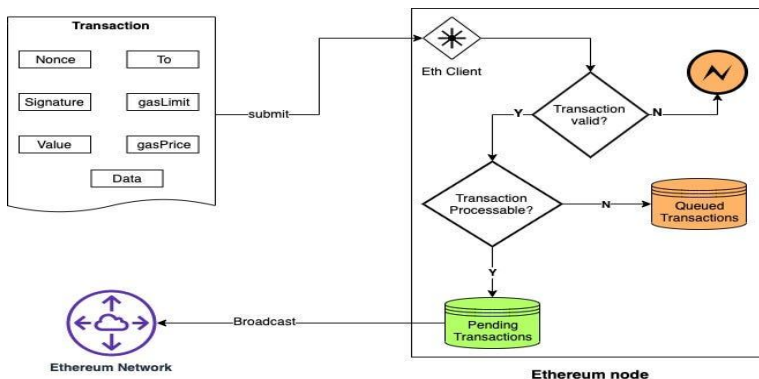 Transaction
Nonce
To
Signature
gasLimit
Value
gasPrice
Data
submit
Eth Client
Transaction
valid?
Y
N
Transaction
Processable?
N
Queued
Transactions
Y
Pending
Transactions
Broadcast
Ethereum Network
Ethereum node